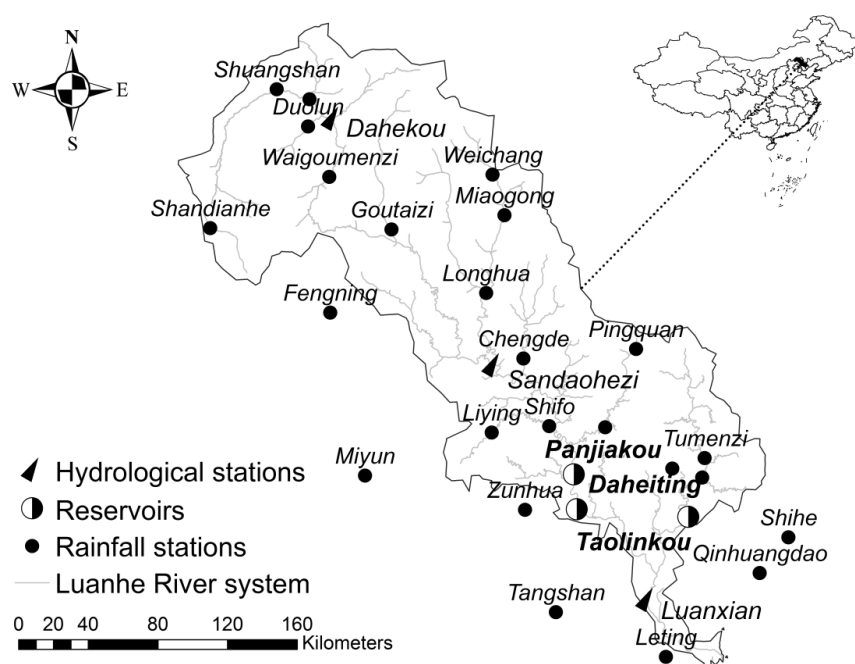 N
W
E
S
Shuangshan
Duolun
Dahekou
Waigoumenzi
Weichang
Miaogong
Shandianhe
Goutaizi
Longhua
Fengning
Pingquan
Chengde
Sandaohezi
Shifo
Liying
Panjiakou
Tumenzi
Miyun
Daheiting
Zunhua
Taolinkou
Shihe
Qinhuangdao
Tangshan
Luanxian
Leting
Hydrological stations
Reservoirs
Rainfall stations
Luanhe River system
0 20 40 80 120 160
Kilometers